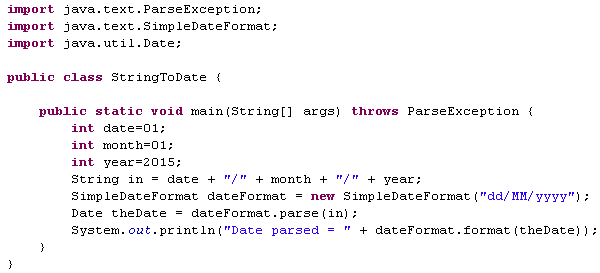 import java.text.ParseException;
import java.text.SimpleDateFormat;
import java.util.Date;

public class StringToDate {

    public static void main(String[] args) throws ParseException {
        int date=01;
        int month=01;
        int year=2015;
        String in = date + "/" + month + "/" + year;
        SimpleDateFormat dateFormat = new SimpleDateFormat("dd/MM/yyyy");
        Date theDate = dateFormat.parse(in);
        System.out.println("Date parsed = " + dateFormat.format(theDate));
    }
}